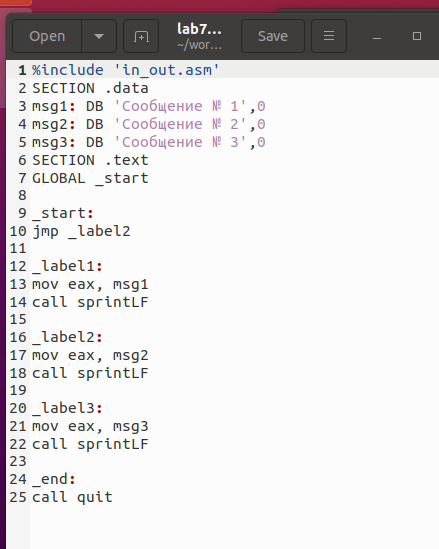 Open
lab7...
~/wor...
Save
1 %include 'in_out.asm'
2 SECTION .data
3 msg1: DB 'Сообщение № 1',0
4 msg2: DB 'Сообщение № 2',0
5 msg3: DB 'Сообщение № 3',0
6 SECTION .text
7 GLOBAL _start
8
9 _start:
10 jmp _label2
11
12 _label1:
13 mov eax, msg1
14 call sprintLF
15
16 _label2:
17 mov eax, msg2
18 call sprintLF
19
20 _label3:
21 mov eax, msg3
22 call sprintLF
23
24 _end:
25 call quit